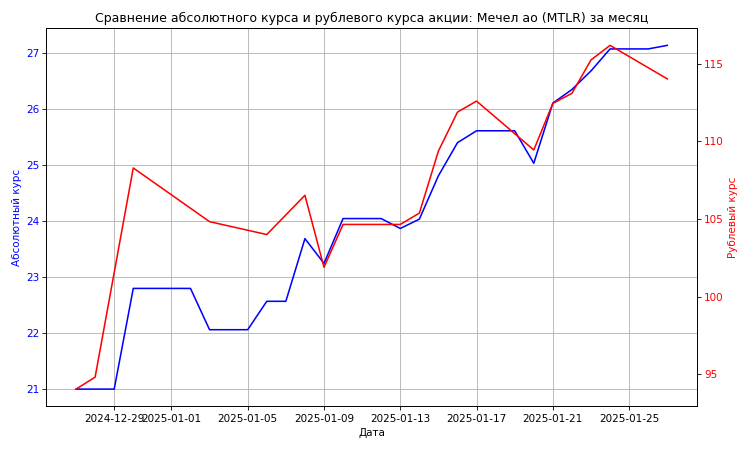 Сравнение абсолютного курса и рублевого курса акции: Мечел ао (MTLR) за месяц
27
26
25
24
23
22
21
Абсолютный курс
115
110
105
100
95
Рублевый курс
2024-12-29 2025-01-01 2025-01-05 2025-01-09 2025-01-13 2025-01-17 2025-01-21 2025-01-25
Дата